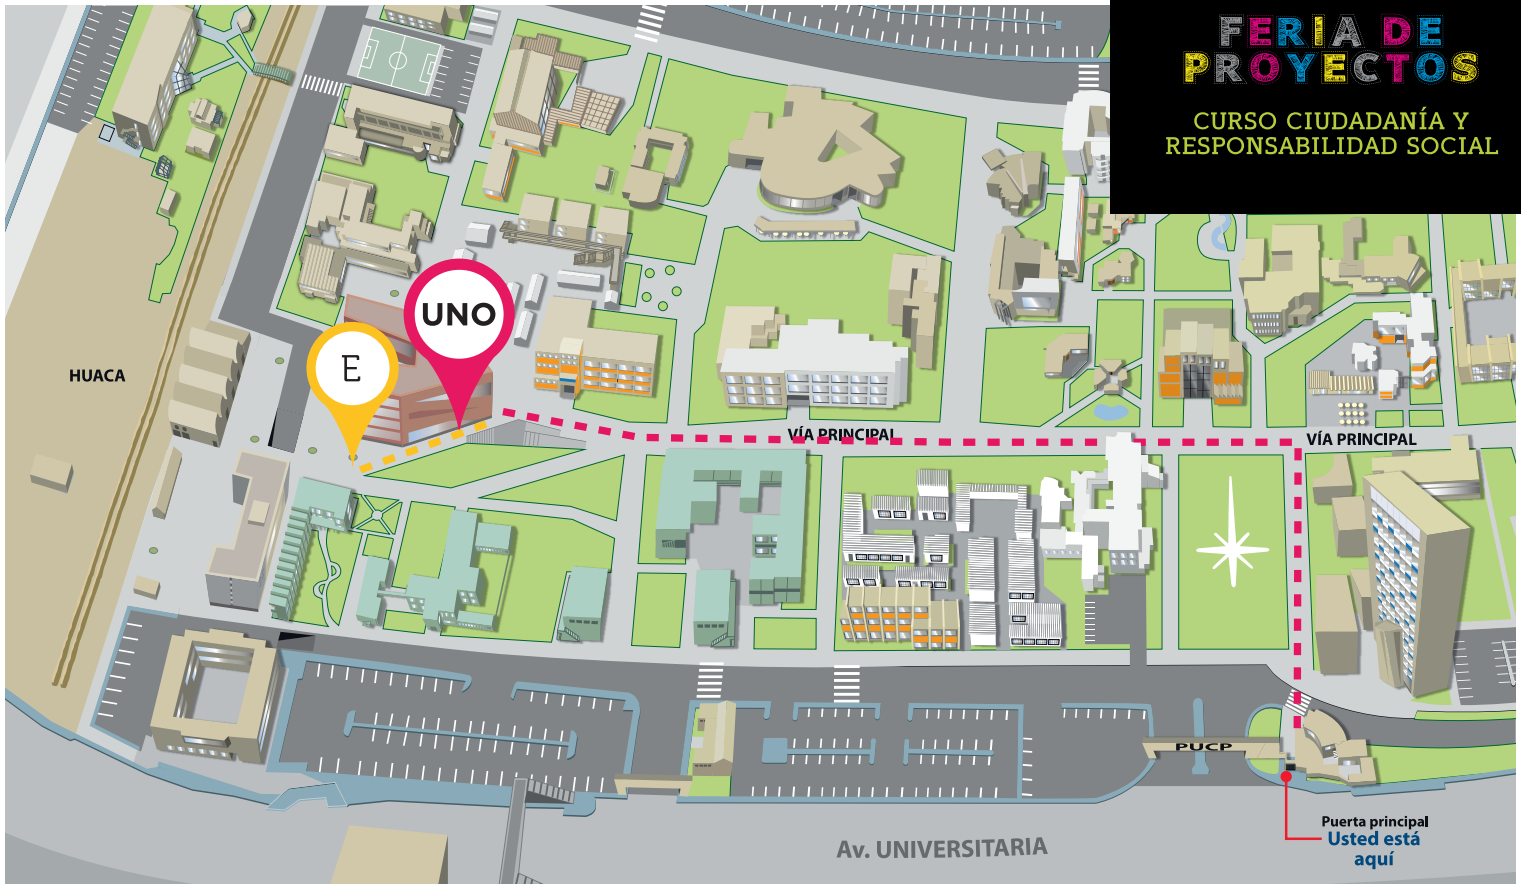 FERIA DE
PROYECTOS
CURSO CIUDADANÍA Y
RESPONSABILIDAD SOCIAL
UNO
E
HUACA
VÍA PRINCIPAL
VÍA PRINCIPAL
PUCP
Puerta principal
Usted está
aquí
Av. UNIVERSITARIA